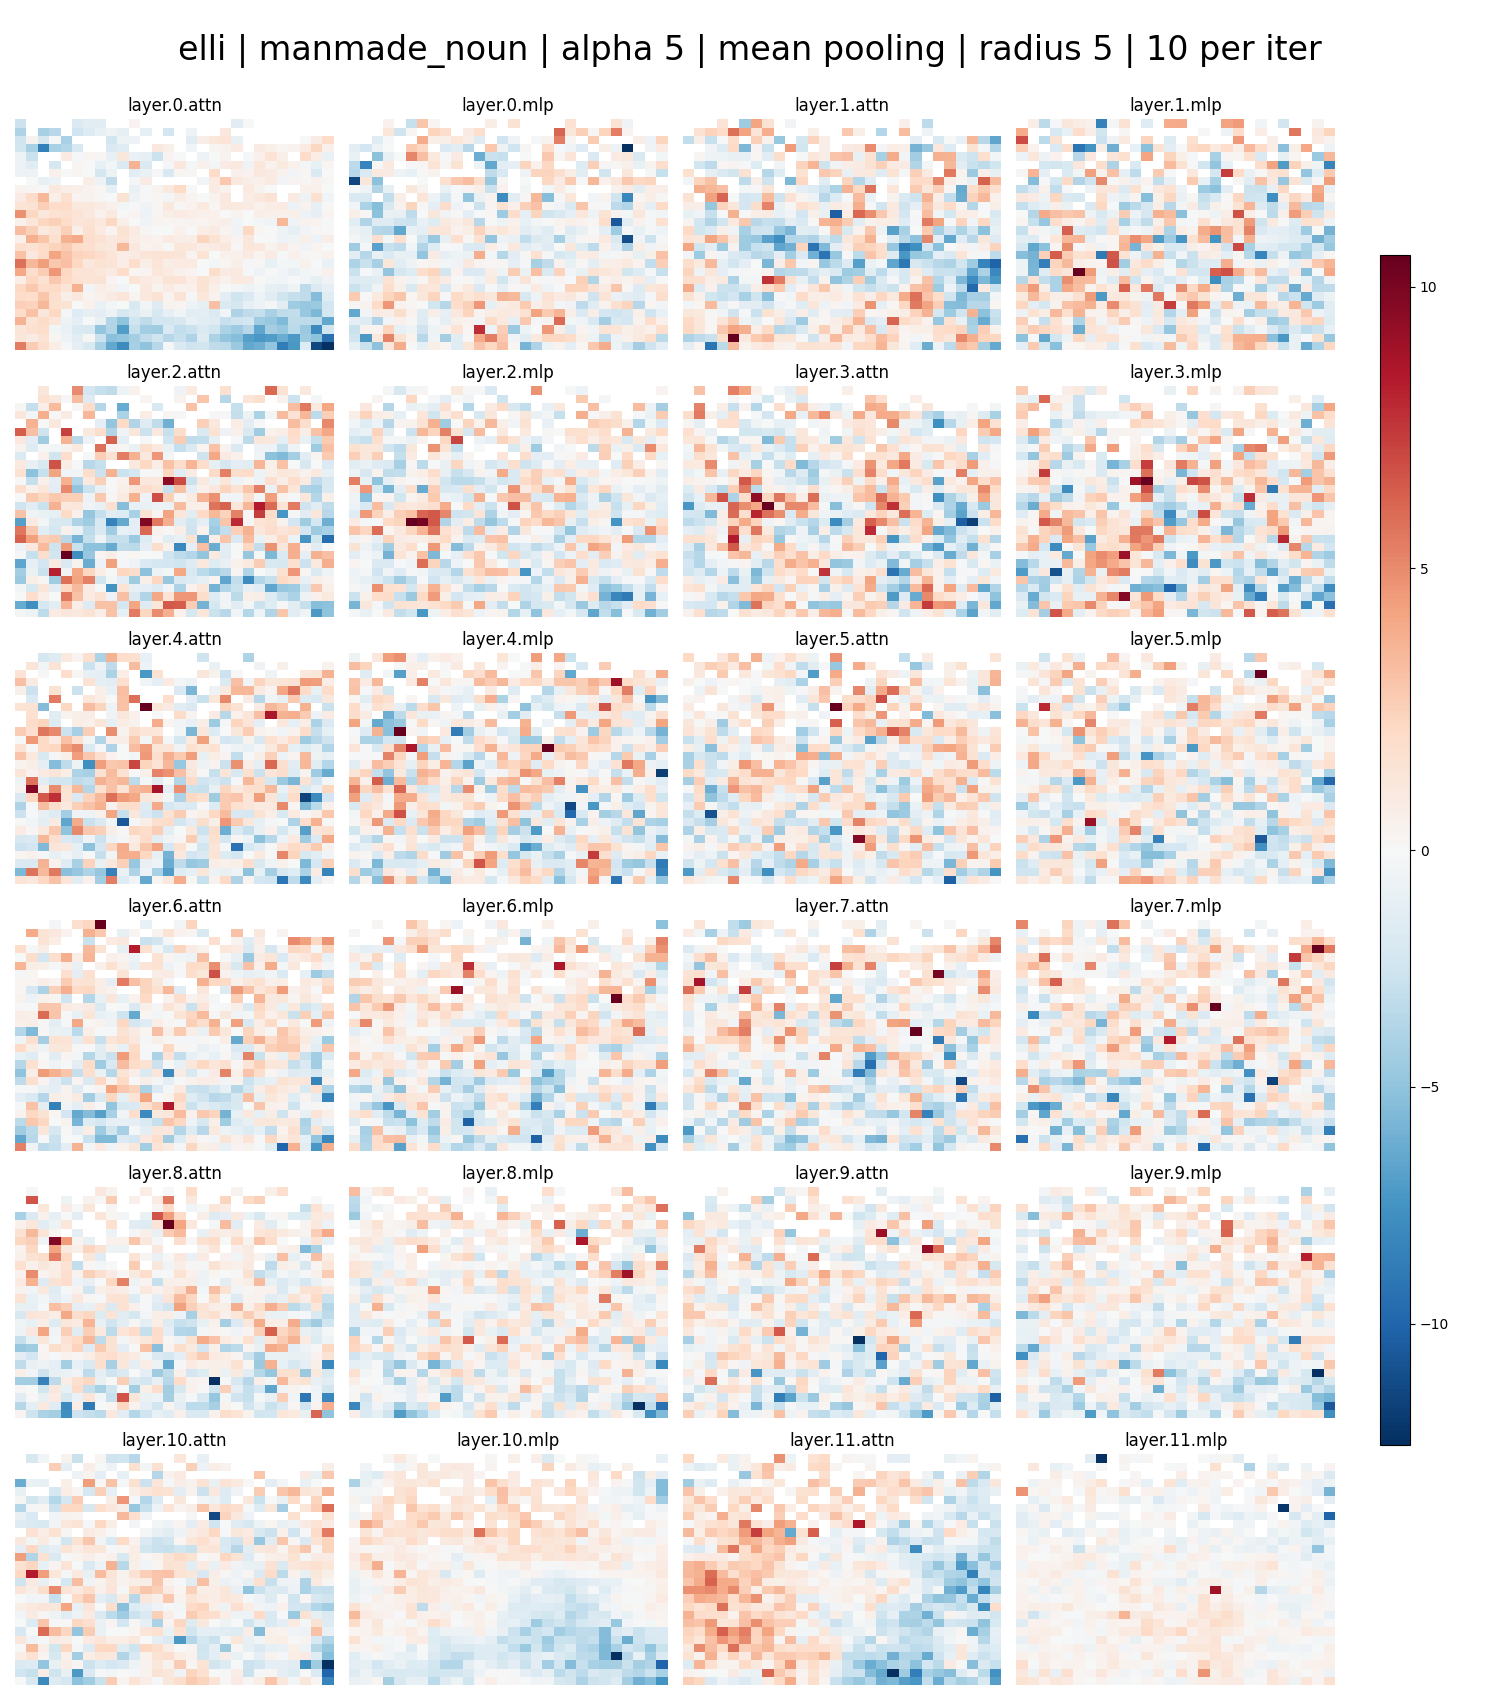 elli | manmade_noun | alpha 5 | mean pooling | radius 5 | 10 per iter
layer.0.attn layer.0.mlp layer.1.attn layer.1.mlp
layer.2.attn layer.2.mlp layer.3.attn layer.3.mlp
layer.4.attn layer.4.mlp layer.5.attn layer.5.mlp
layer.6.attn layer.6.mlp layer.7.attn layer.7.mlp
layer.8.attn layer.8.mlp layer.9.attn layer.9.mlp
layer.10.attn layer.10.mlp layer.11.attn layer.11.mlp
10
5
0
−5
−10